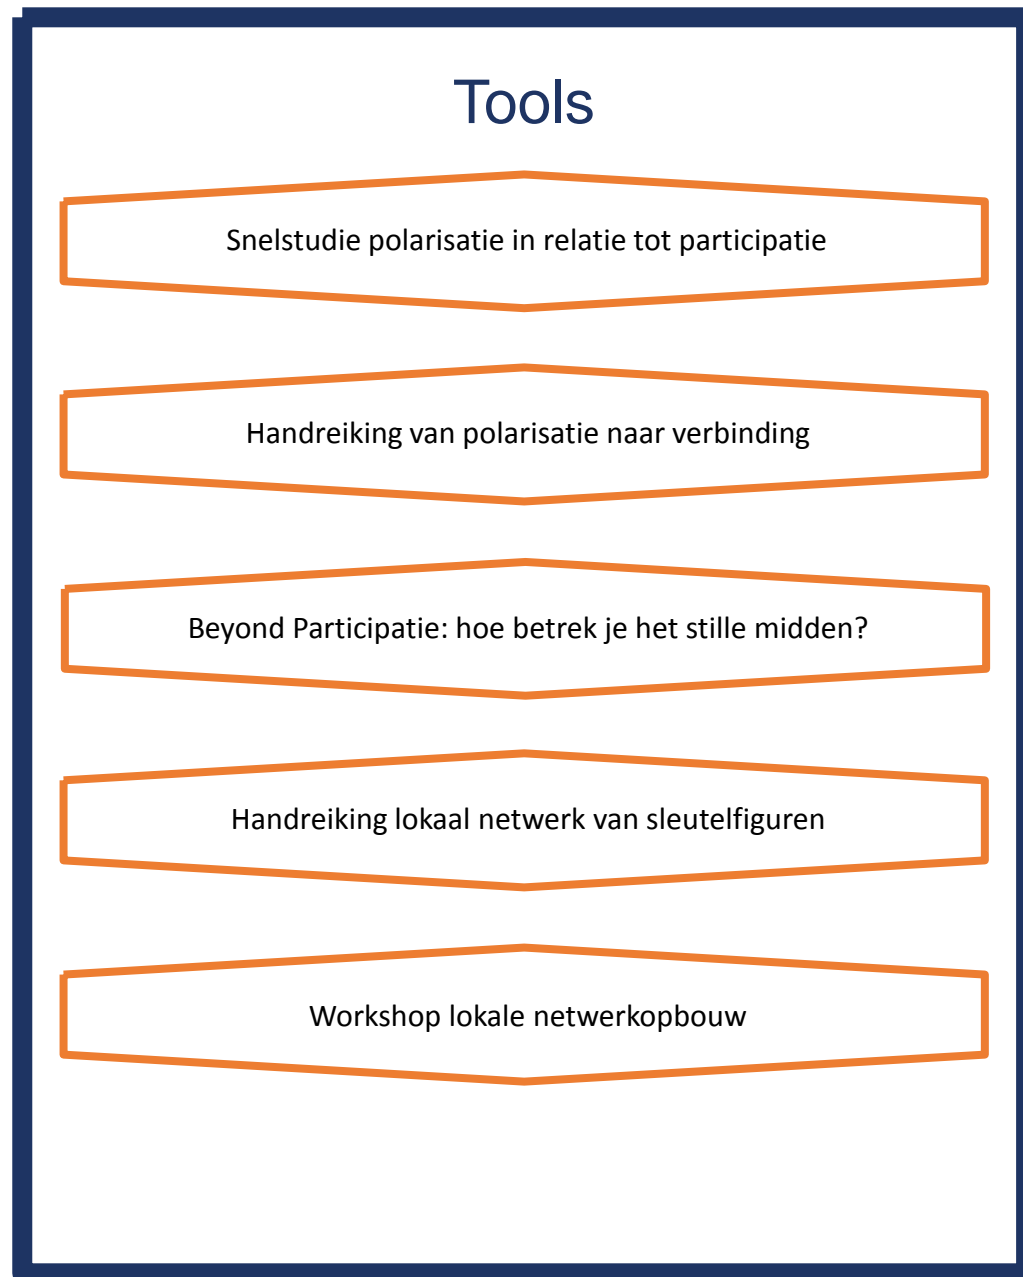 Tools
Snelstudie polarisatie in relatie tot participatie
Handreiking van polarisatie naar verbinding
Beyond Participatie: hoe betrek je het stille midden?
Handreiking lokaal netwerk van sleutelfiguren
Workshop lokale netwerkopbouw